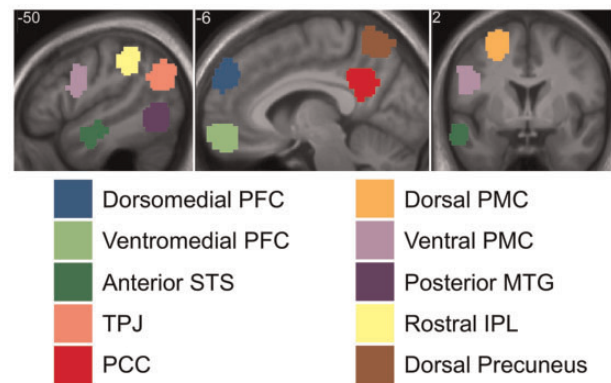 -50 -6 2
Dorsomedial PFC Dorsal PMC
Ventromedial PFC Ventral PMC
Anterior STS Posterior MTG
TPJ Rostral IPL
PCC Dorsal Precuneus